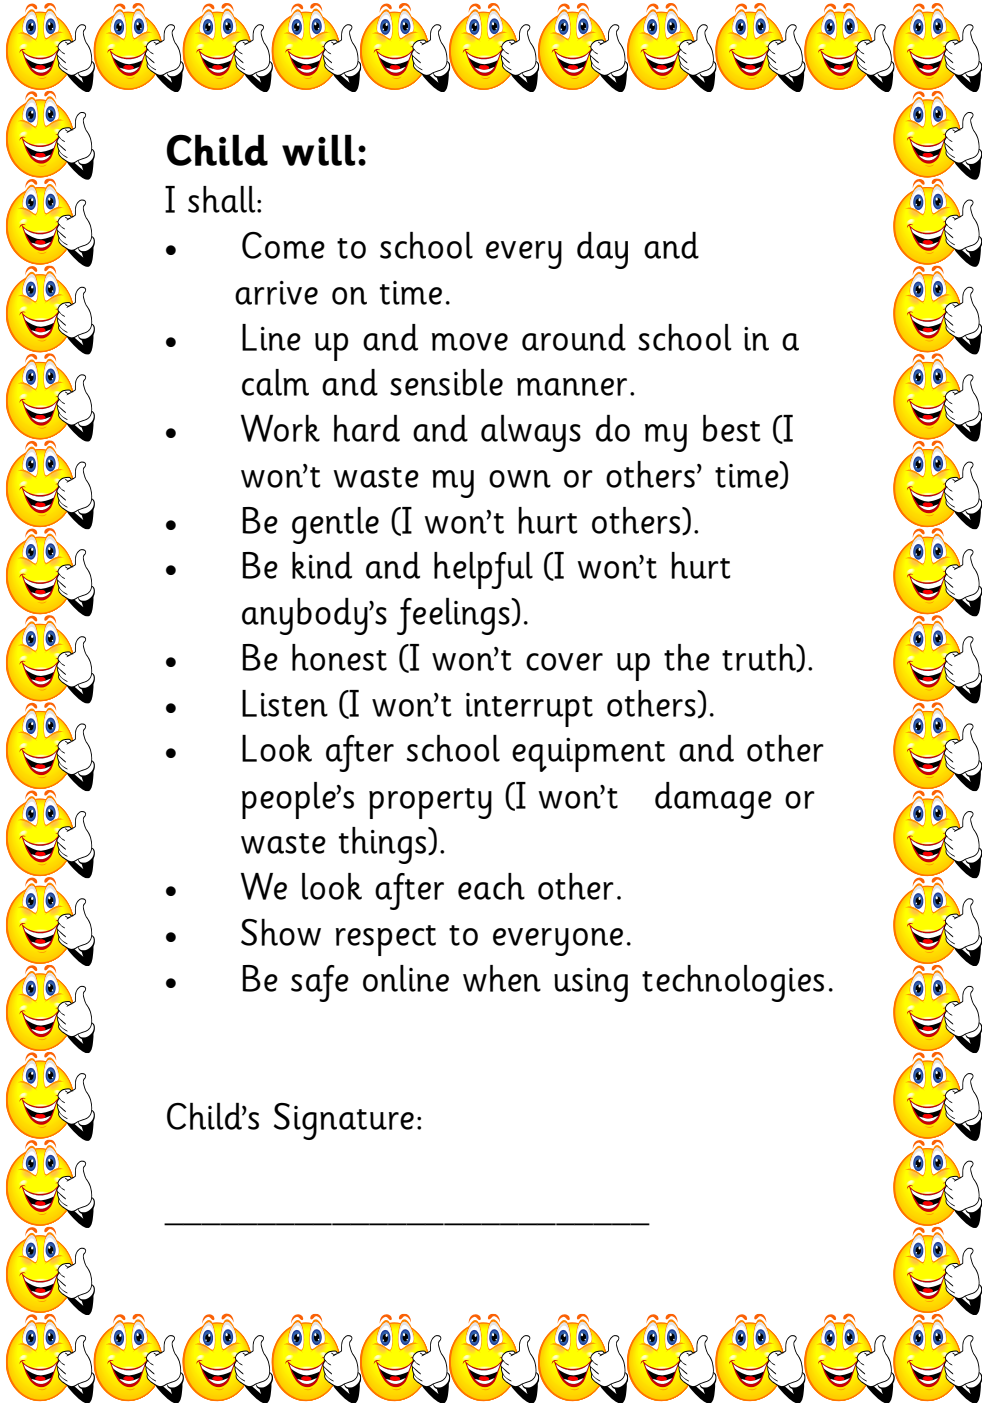 Child will:
I shall:
• Come to school every day and
arrive on time.
• Line up and move around school in a
calm and sensible manner.
• Work hard and always do my best (I
won’t waste my own or others’ time)
• Be gentle (I won’t hurt others).
• Be kind and helpful (I won’t hurt
anybody’s feelings).
• Be honest (I won’t cover up the truth).
• Listen (I won’t interrupt others).
• Look after school equipment and other
people’s property (I won’t damage or
waste things).
• We look after each other.
• Show respect to everyone.
• Be safe online when using technologies.
Child’s Signature:
__________________________